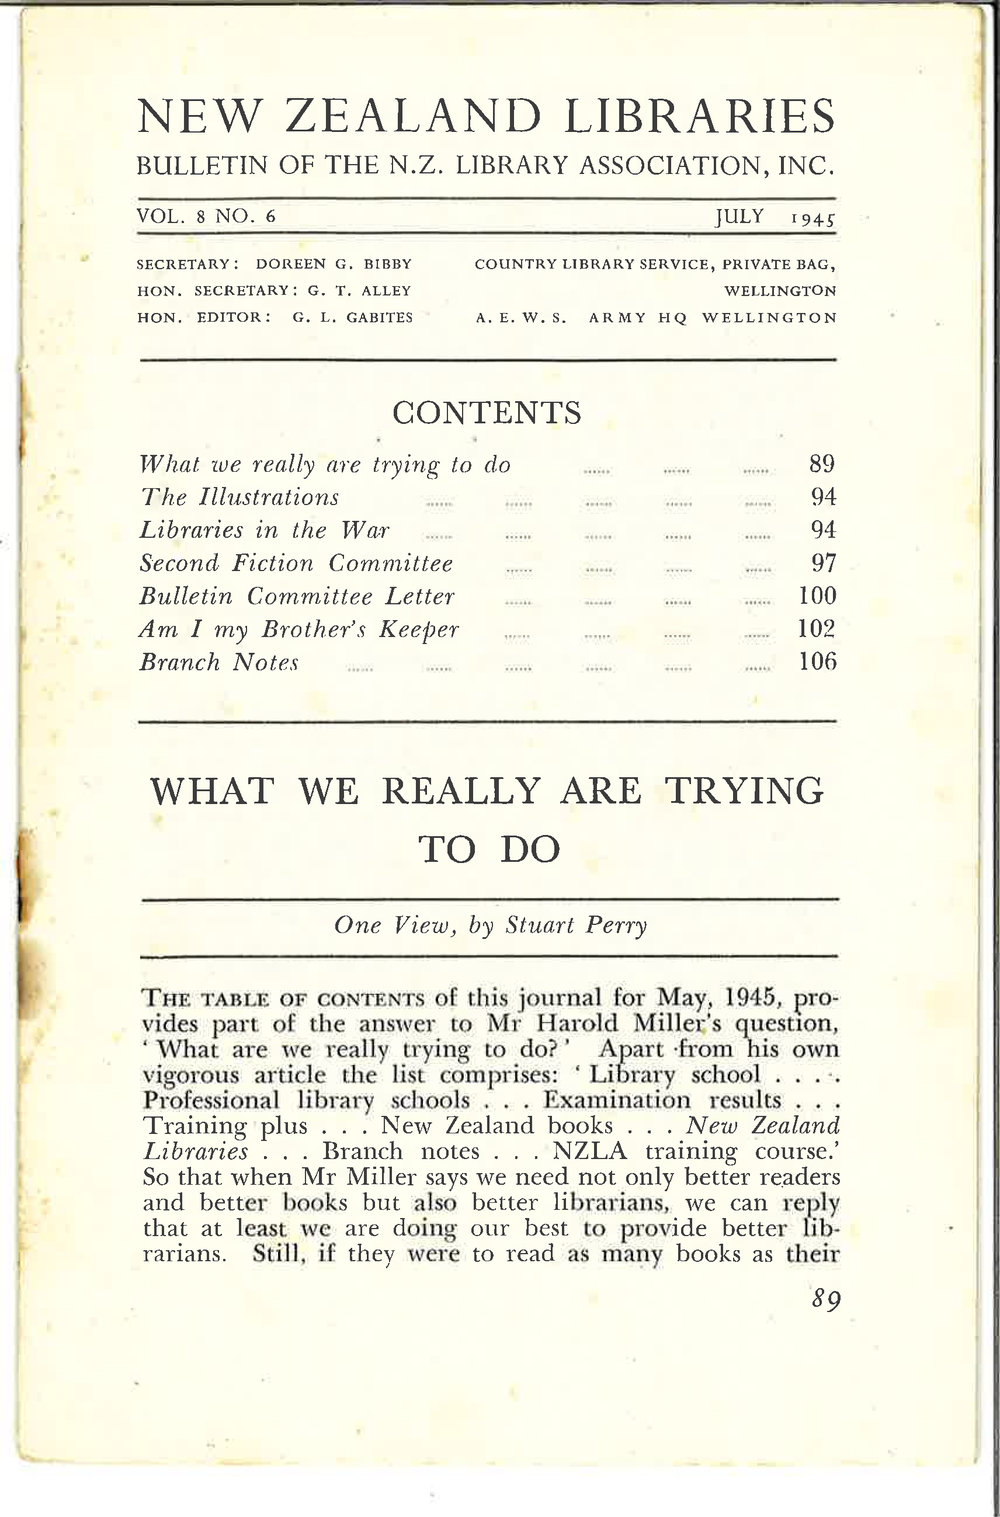 NEW ZEALAND LIBRARIES
BULLETIN OF THE N.Z. LIBRARY ASSOCIATION, INC.
VOL. 8 NO. 6 JULY 1945
SECRETARY: DOREEN G. BIBBY COUNTRY LIBRARY SERVICE, PRIVATE BAG,
HON. SECRETARY: G. T. ALLEY WELLINGTON
HON. EDITOR: G. L. GABITES A. E. W. S. ARMY HQ WELLINGTON
CONTENTS
What we really are trying to do ...... ...... ...... 89
The Illustrations ...... ...... ...... ...... ...... 94
Libraries in the War ...... ...... ...... ...... ...... 94
Second Fiction Committee ...... ...... ...... ...... 97
Bulletin Committee Letter ...... ...... ...... ...... 100
Am I my Brother's Keeper ...... ...... ...... ...... 102
Branch Notes ...... ...... ...... ...... ...... ...... 106
WHAT WE REALLY ARE TRYING
TO DO
One View, by Stuart Perry
THE TABLE OF CONTENTS of this journal for May, 1945, pro-
vides part of the answer to Mr Harold Miller's question,
‘What are we really trying to do?’ Apart from his own
vigorous article the list comprises: ‘Library school . . . .
Professional library schools . . . Examination results . . .
Training plus . . . New Zealand books . . . New Zealand
Libraries . . . Branch notes . . . NZLA training course.’
So that when Mr Miller says we need not only better readers
and better books but also better librarians, we can reply
that at least we are doing our best to provide better lib-
rarians. Still, if they were to read as many books as their
89